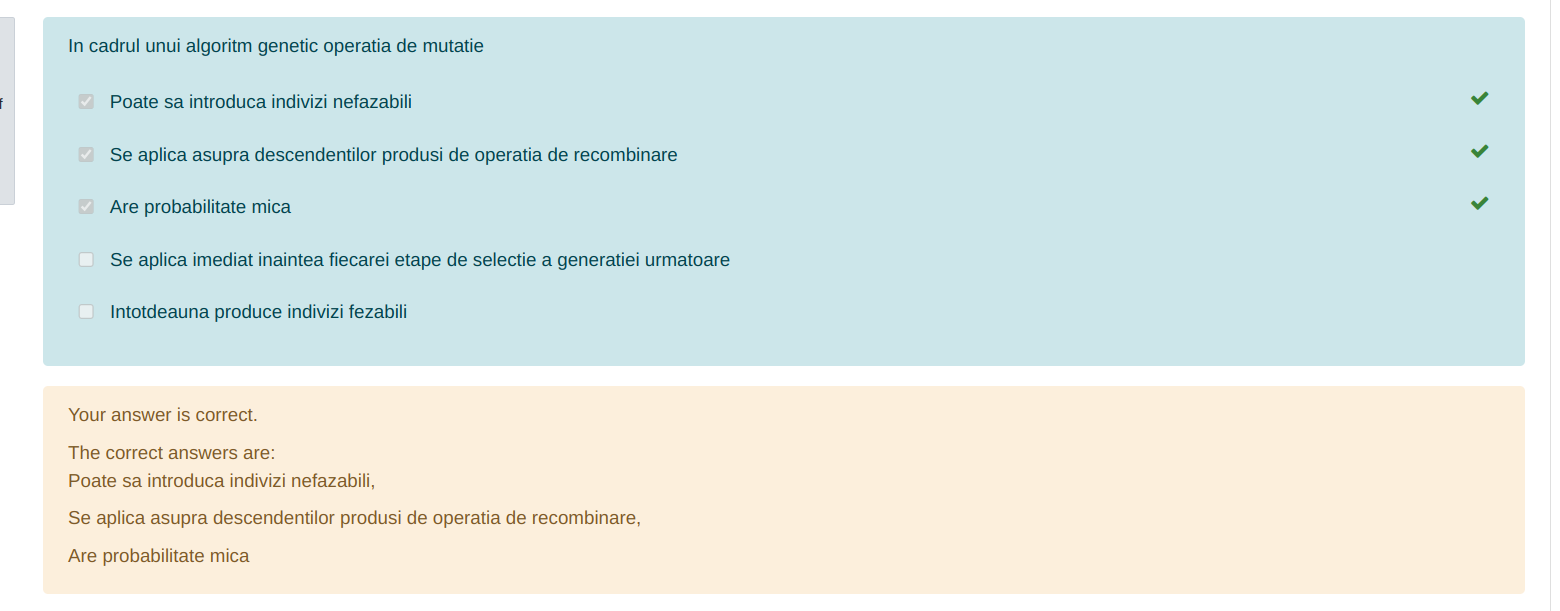 In cadrul unui algoritm genetic operatia de mutatie
f
Poate sa introduca indivizi nefazabili
Se aplica asupra descendentilor produsi de operatia de recombinare
Are probabilitate mica
Se aplica imediat inaintea fiecarei etape de selectie a generatiei urmatoare
Intotdeauna produce indivizi fezabili
Your answer is correct.
The correct answers are:
Poate sa introduca indivizi nefazabili,
Se aplica asupra descendentilor produsi de operatia de recombinare,
Are probabilitate mica